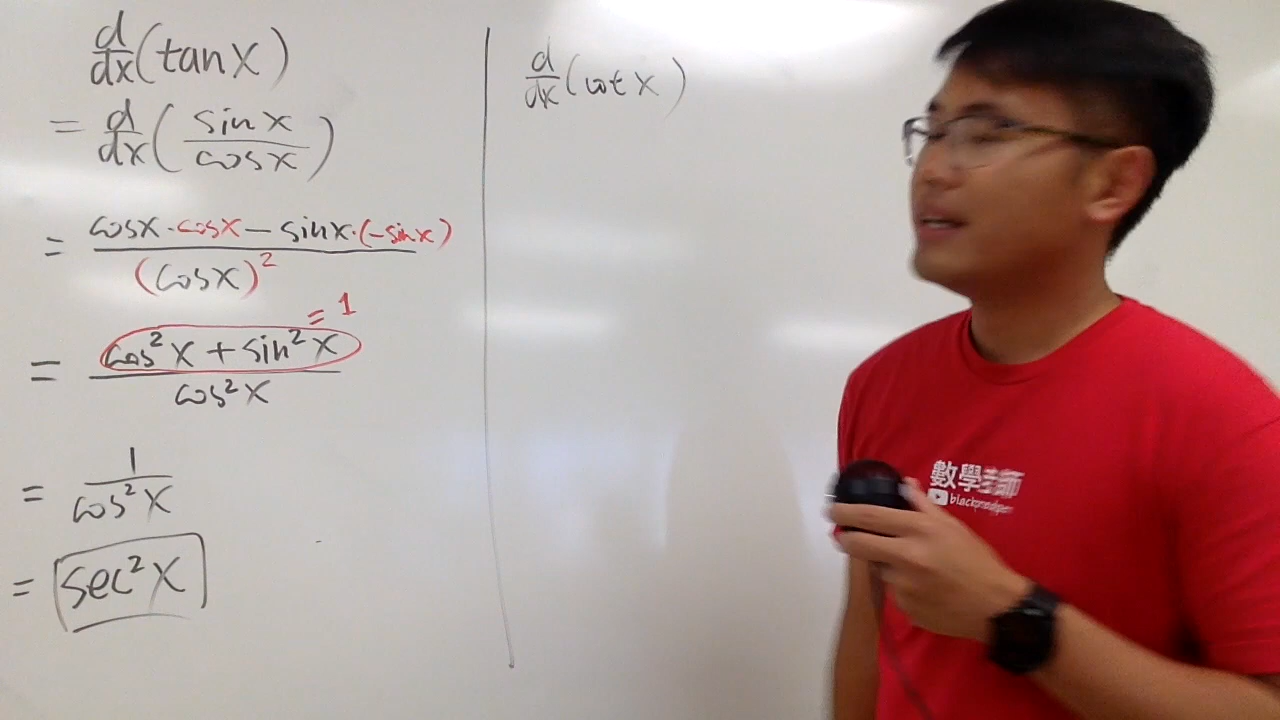 d/dx (tan x)
= d/dx ( sin x / cos x )
= cos x · cos x − sin x · (−sin x) / (cos x)²
= 1
= cos² x + sin² x / cos² x
= 1 / cos² x
= sec² x
d/dx (cot x)
數學老師